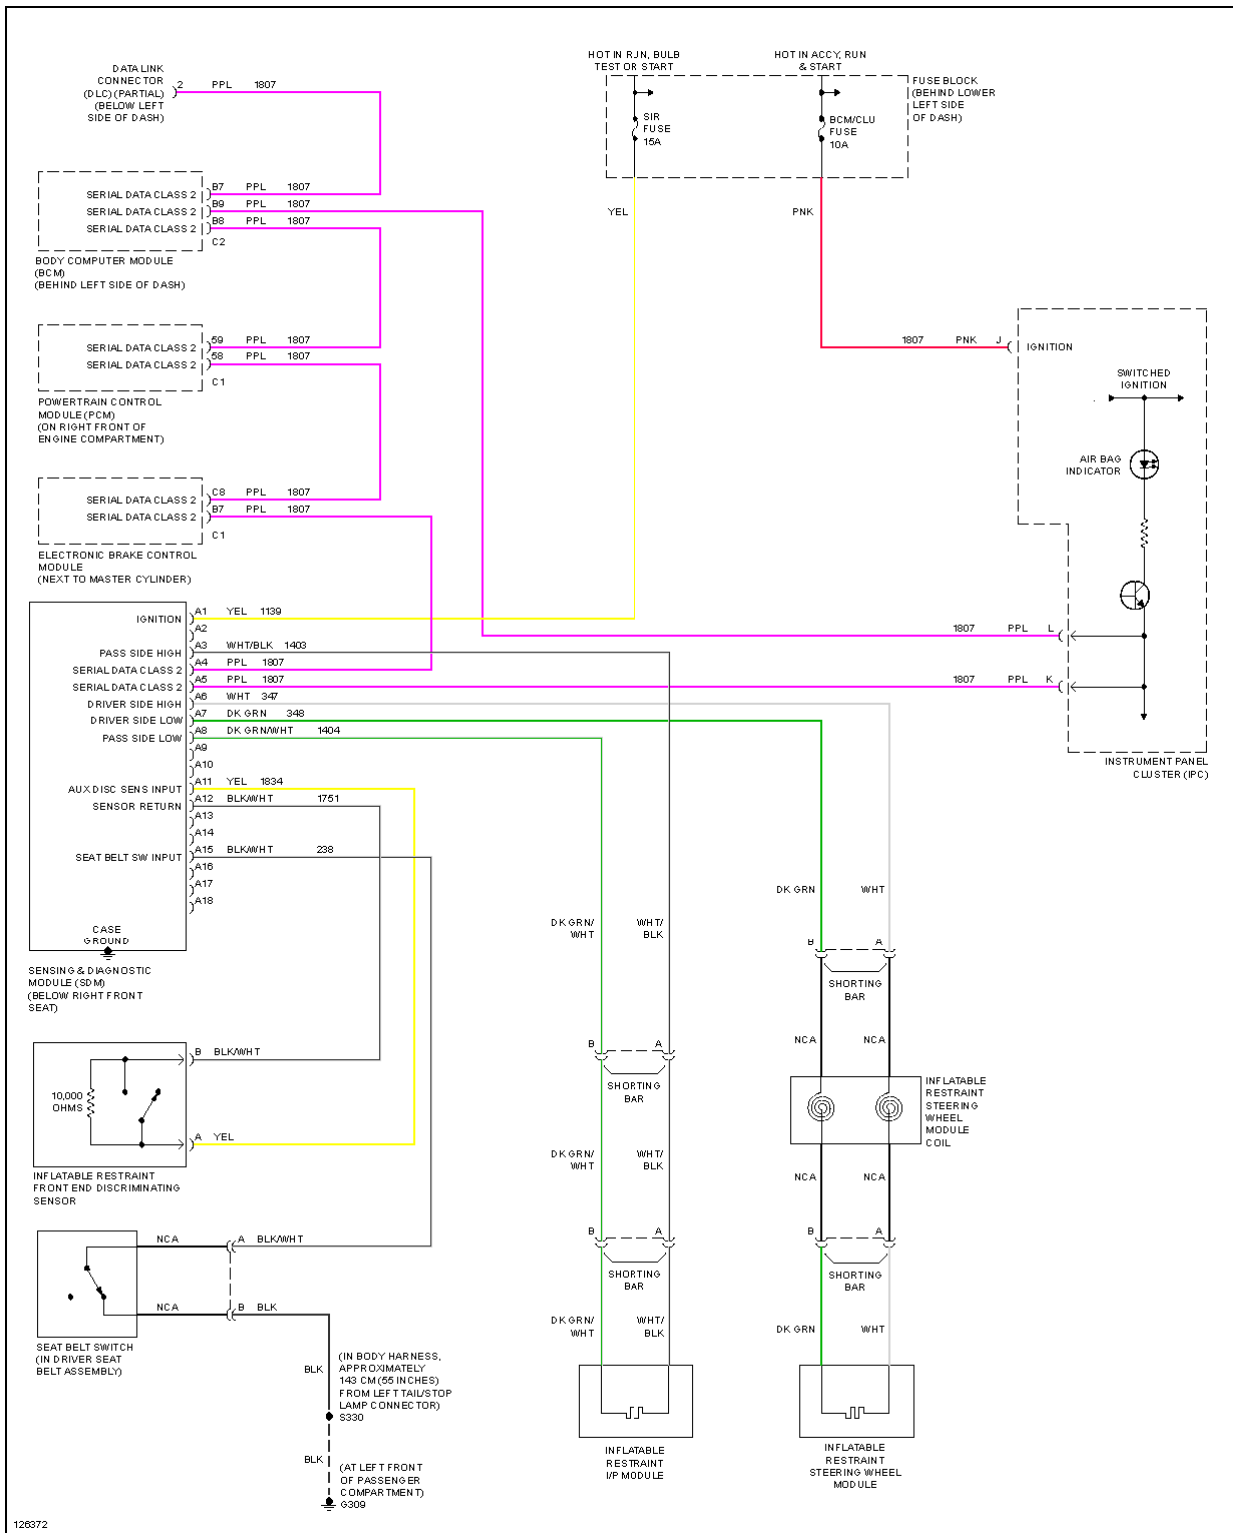 DATA LINK
CONNECTOR
(DLC) (PARTIAL)
(BELOW LEFT
SIDE OF DASH)
2 PPL 1807
HOT IN RUN, BULB
TEST OR START
HOT IN ACCY, RUN
& START
SIR
FUSE
15A
BCM/CLU
FUSE
10A
FUSE BLOCK
(BEHIND LOWER
LEFT SIDE
OF DASH)
YEL
PNK
SERIAL DATA CLASS 2 B7 PPL 1807
SERIAL DATA CLASS 2 B9 PPL 1807
SERIAL DATA CLASS 2 B8 PPL 1807
C2
BODY COMPUTER MODULE
(BCM)
(BEHIND LEFT SIDE OF DASH)
SERIAL DATA CLASS 2 59 PPL 1807
SERIAL DATA CLASS 2 58 PPL 1807
C1
POWERTRAIN CONTROL
MODULE (PCM)
(ON RIGHT FRONT OF
ENGINE COMPARTMENT)
1807 PNK J IGNITION
SWITCHED
IGNITION
AIR BAG
INDICATOR
SERIAL DATA CLASS 2 C8 PPL 1807
SERIAL DATA CLASS 2 B7 PPL 1807
C1
ELECTRONIC BRAKE CONTROL
MODULE
(NEXT TO MASTER CYLINDER)
IGNITION A1 YEL 1139
A2
PASS SIDE HIGH A3 WHT/BLK 1403
SERIAL DATA CLASS 2 A4 PPL 1807
SERIAL DATA CLASS 2 A5 PPL 1807
DRIVER SIDE HIGH A6 WHT 347
DRIVER SIDE LOW A7 DK GRN 348
PASS SIDE LOW A8 DK GRN/WHT 1404
A9
A10
AUX DISC SENS INPUT A11 YEL 1834
SENSOR RETURN A12 BLK/WHT 1751
A13
A14
SEAT BELT SW INPUT A15 BLK/WHT 238
A16
A17
A18
CASE
GROUND
SENSING & DIAGNOSTIC
MODULE (SDM)
(BELOW RIGHT FRONT
SEAT)
1807 PPL L
1807 PPL K
INSTRUMENT PANEL
CLUSTER (IPC)
DK GRN WHT
DK GRN/
WHT
WHT/
BLK
B A
SHORTING
BAR
NCA NCA
B A
SHORTING
BAR
INFLATABLE
RESTRAINT
STEERING
WHEEL
MODULE
COIL
10,000
OHMS
B BLK/WHT
A YEL
INFLATABLE RESTRAINT
FRONT END DISCRIMINATING
SENSOR
DK GRN/
WHT
WHT/
BLK
NCA NCA
B A
SHORTING
BAR
B A
SHORTING
BAR
NCA A BLK/WHT
NCA B BLK
SEAT BELT SWITCH
(IN DRIVER SEAT
BELT ASSEMBLY)
BLK
(IN BODY HARNESS,
APPROXIMATELY
143 CM (55 INCHES)
FROM LEFT TAIL/STOP
LAMP CONNECTOR)
S330
BLK
(AT LEFT FRONT
OF PASSENGER
COMPARTMENT)
G309
DK GRN/
WHT
WHT/
BLK
DK GRN WHT
INFLATABLE
RESTRAINT
I/P MODULE
INFLATABLE
RESTRAINT
STEERING WHEEL
MODULE
126372